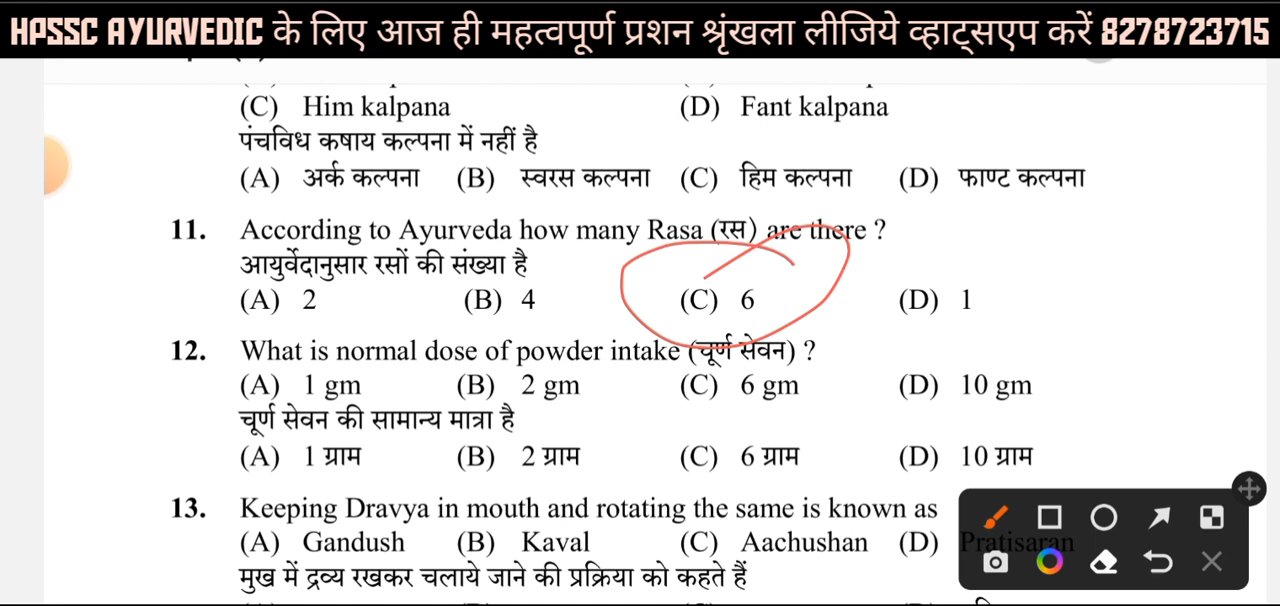 HPSSC AYURVEDIC के लिए आज ही महत्वपूर्ण प्रशन श्रृंखला लीजिये व्हाट्सएप करें 8278723715
(C) Him kalpana (D) Fant kalpana
पंचविध कषाय कल्पना में नहीं है
(A) अर्क कल्पना (B) स्वरस कल्पना (C) हिम कल्पना (D) फाण्ट कल्पना
11. According to Ayurveda how many Rasa (रस) are there ?
आयुर्वेदानुसार रसों की संख्या है
(A) 2 (B) 4 (C) 6 (D) 1
12. What is normal dose of powder intake (चूर्ण सेवन) ?
(A) 1 gm (B) 2 gm (C) 6 gm (D) 10 gm
चूर्ण सेवन की सामान्य मात्रा है
(A) 1 ग्राम (B) 2 ग्राम (C) 6 ग्राम (D) 10 ग्राम
13. Keeping Dravya in mouth and rotating the same is known as
(A) Gandush (B) Kaval (C) Aachushan (D) Pratisaran
मुख में द्रव्य रखकर चलाये जाने की प्रक्रिया को कहते हैं